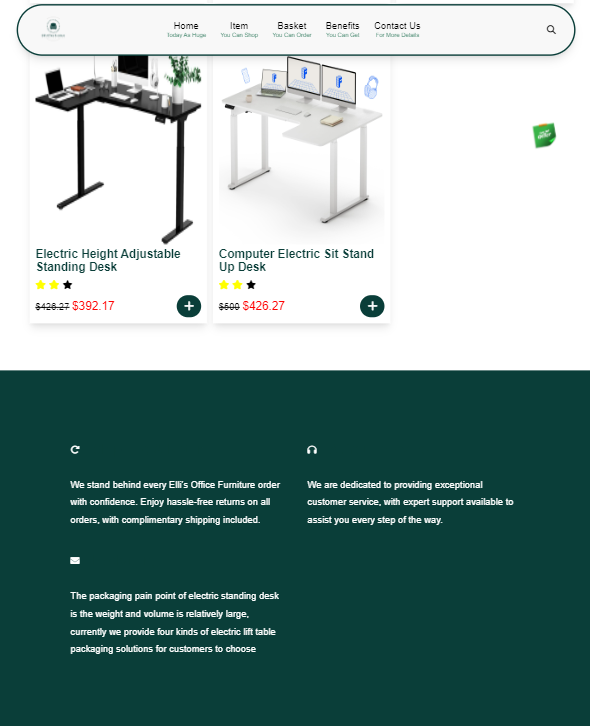 Home
Today As Huge
Item
You Can Shop
Basket
You Can Order
Benefits
You Can Get
Contact Us
For More Details
Electric Height Adjustable
Standing Desk
$426.27 $392.17
Computer Electric Sit Stand
Up Desk
$500 $426.27
We stand behind every Elli's Office Furniture order
with confidence. Enjoy hassle-free returns on all
orders, with complimentary shipping included.
We are dedicated to providing exceptional
customer service, with expert support available to
assist you every step of the way.
The packaging pain point of electric standing desk
is the weight and volume is relatively large,
currently we provide four kinds of electric lift table
packaging solutions for customers to choose